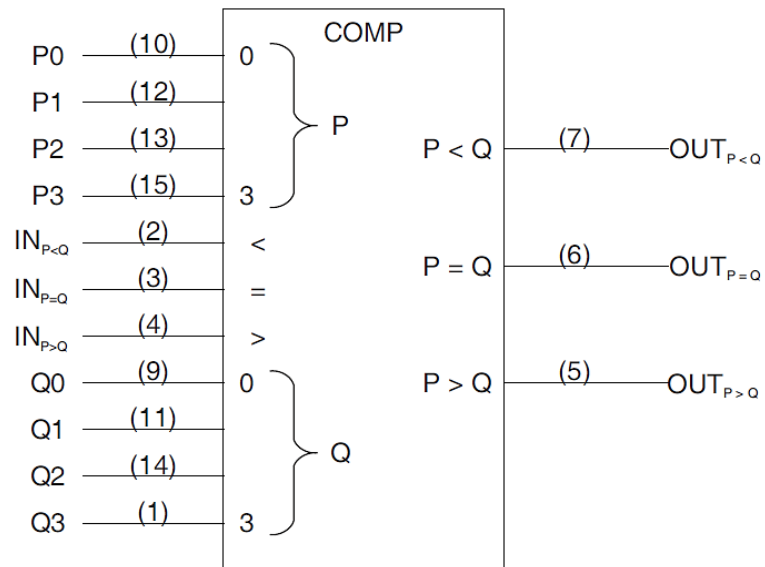 COMP
P0 (10) 0
P1 (12)
P
P2 (13) P < Q (7) OUTP < Q
P3 (15) 3
INP<Q (2) <
P = Q (6) OUTP = Q
INP=Q (3) =
INP>Q (4) >
Q0 (9) 0 P > Q (5) OUTP > Q
Q1 (11)
Q
Q2 (14)
Q3 (1) 3